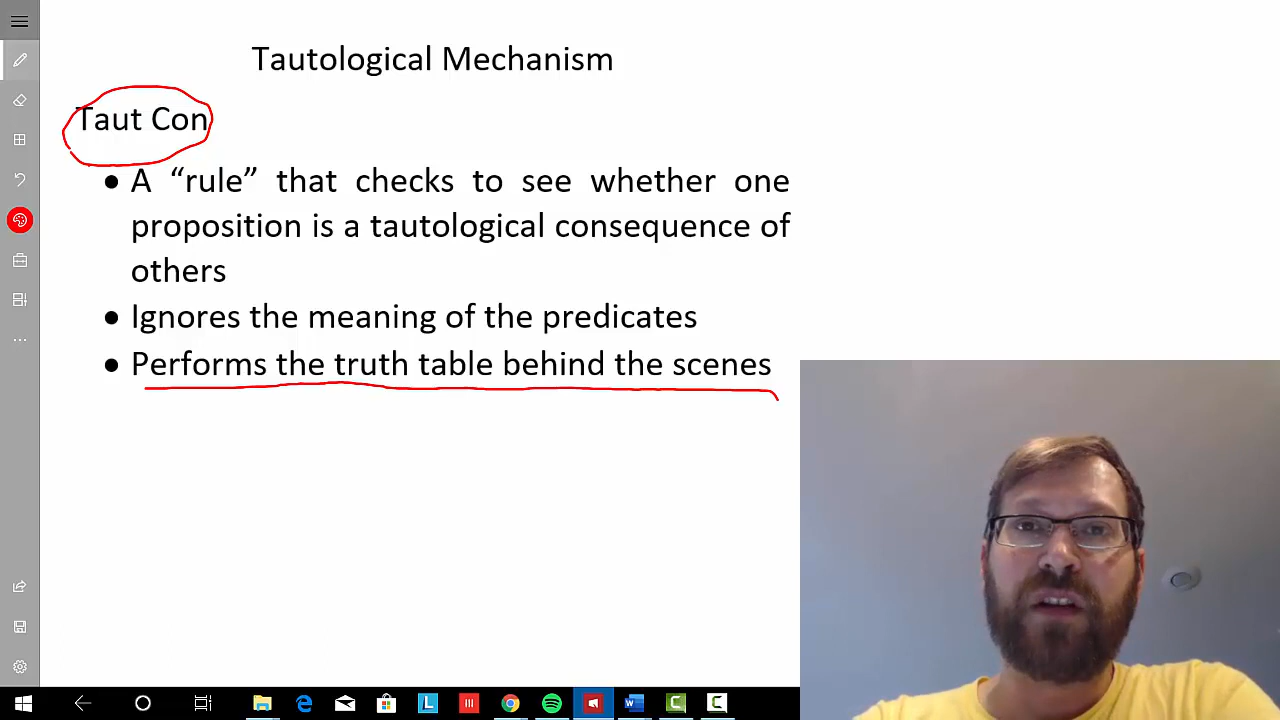 Tautological Mechanism
Taut Con
• A “rule” that checks to see whether one
proposition is a tautological consequence of
others
• Ignores the meaning of the predicates
• Performs the truth table behind the scenes